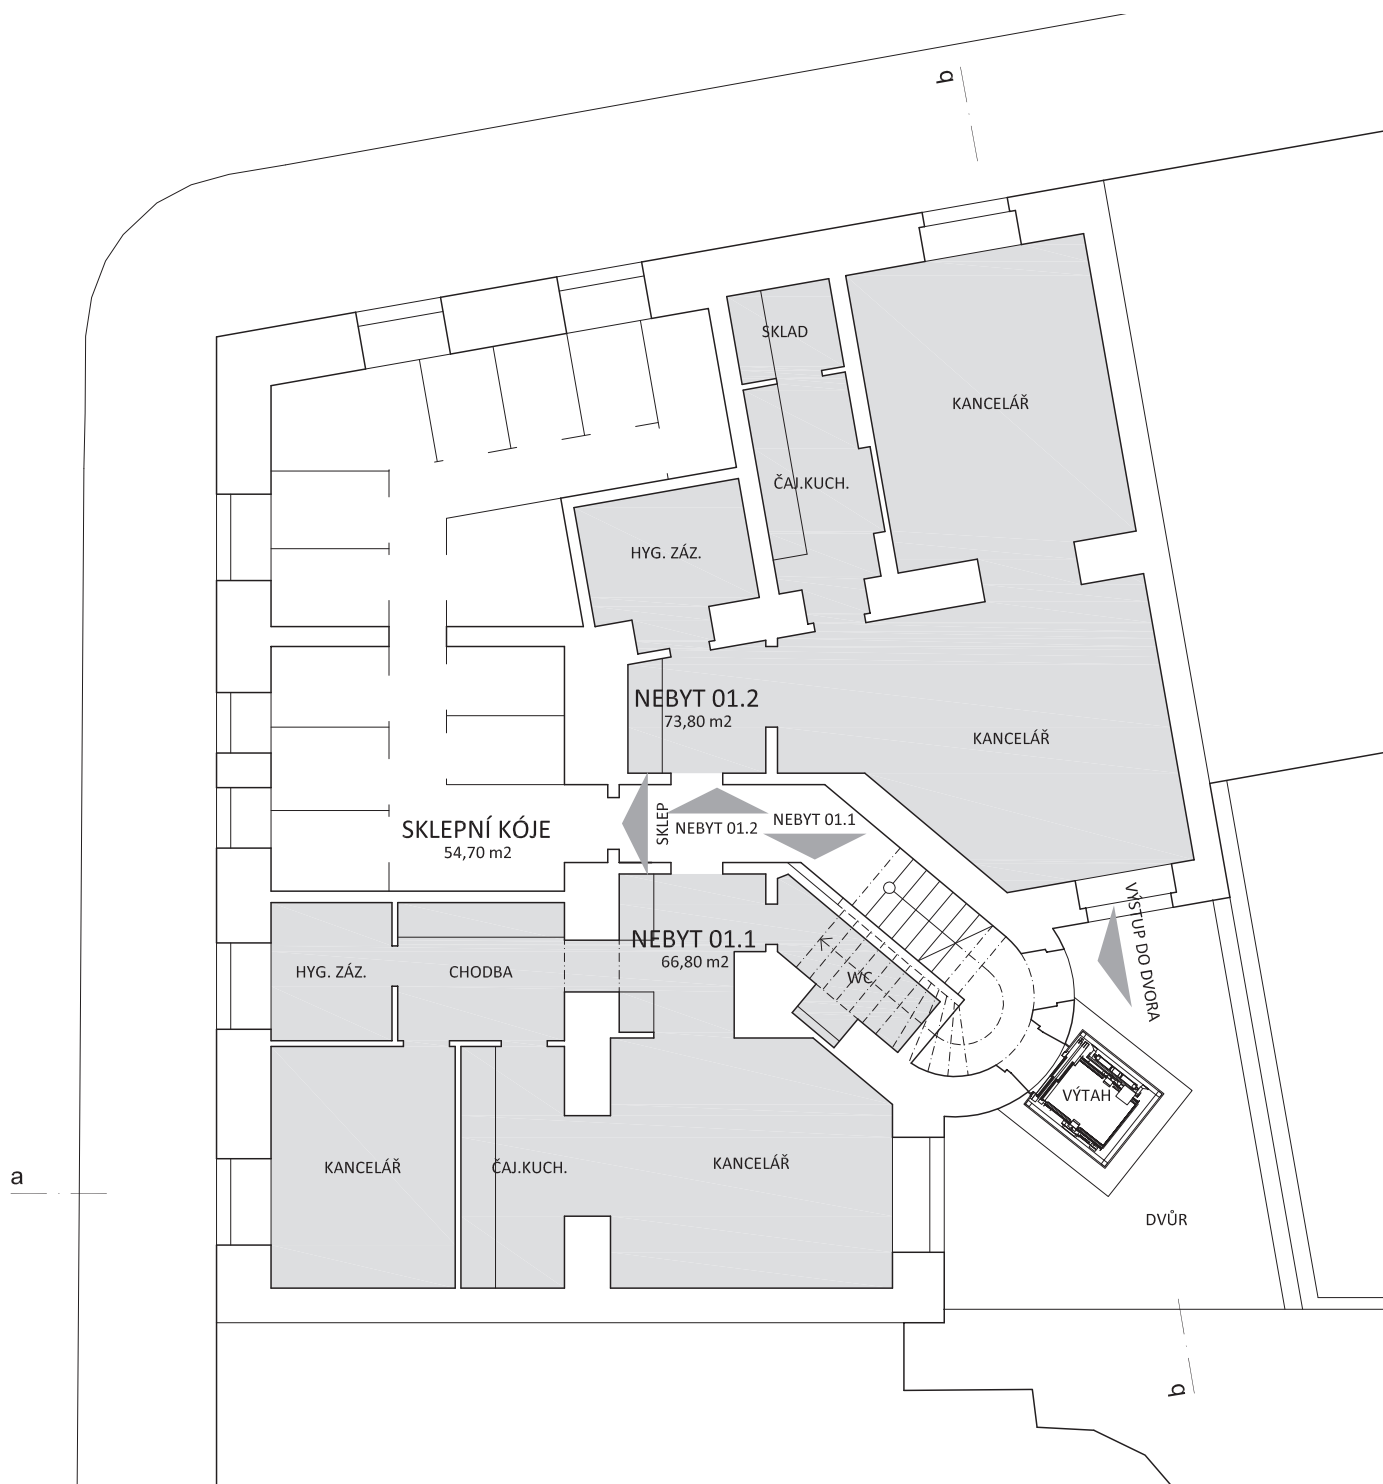 b
SKLAD
KANCELÁŘ
ČAJ.KUCH.
HYG. ZÁZ.
NEBYT 01.2
73,80 m2
KANCELÁŘ
SKLEPNÍ KÓJE
54,70 m2
SKLEP
NEBYT 01.2
NEBYT 01.1
VÝSTUP DO DVORA
NEBYT 01.1
66,80 m2
HYG. ZÁZ.
CHODBA
WC
VÝTAH
KANCELÁŘ
ČAJ.KUCH.
KANCELÁŘ
a
DVŮR
b